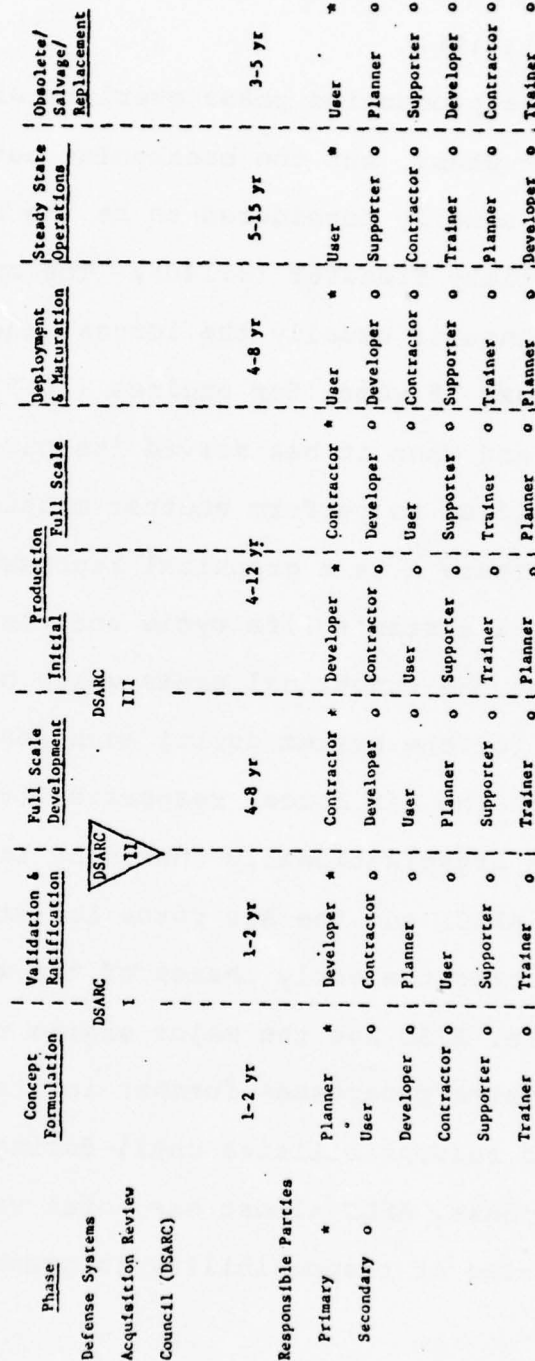 Obsolete/
Concept Validation & Full Scale Production Deployment Steady State Salvage/
Phase Formulation Ratification Development Initial Full Scale & Maturation Operations Replacement
Defense Systems DSARC DSARC DSARC
Acquisition Review I II III
Council (DSARC)
1-2 yr 1-2 yr 4-8 yr 4-12 yr 4-8 yr 5-15 yr 3-5 yr
Responsible Parties
Primary * Planner * Developer * Contractor * Developer * Contractor * User * User * User *
Secondary o User o Contractor o Developer o Contractor o Developer o Developer o Supporter o Planner o
Developer o Planner o User o User o User o Contractor o Contractor o Supporter o
Contractor o User o Planner o Supporter o Supporter o Supporter o Trainer o Developer o
Supporter o Supporter o Supporter o Trainer o Trainer o Trainer o Planner o Contractor o
Trainer o Trainer o Trainer o Planner o Planner o Planner o Developer o Trainer o